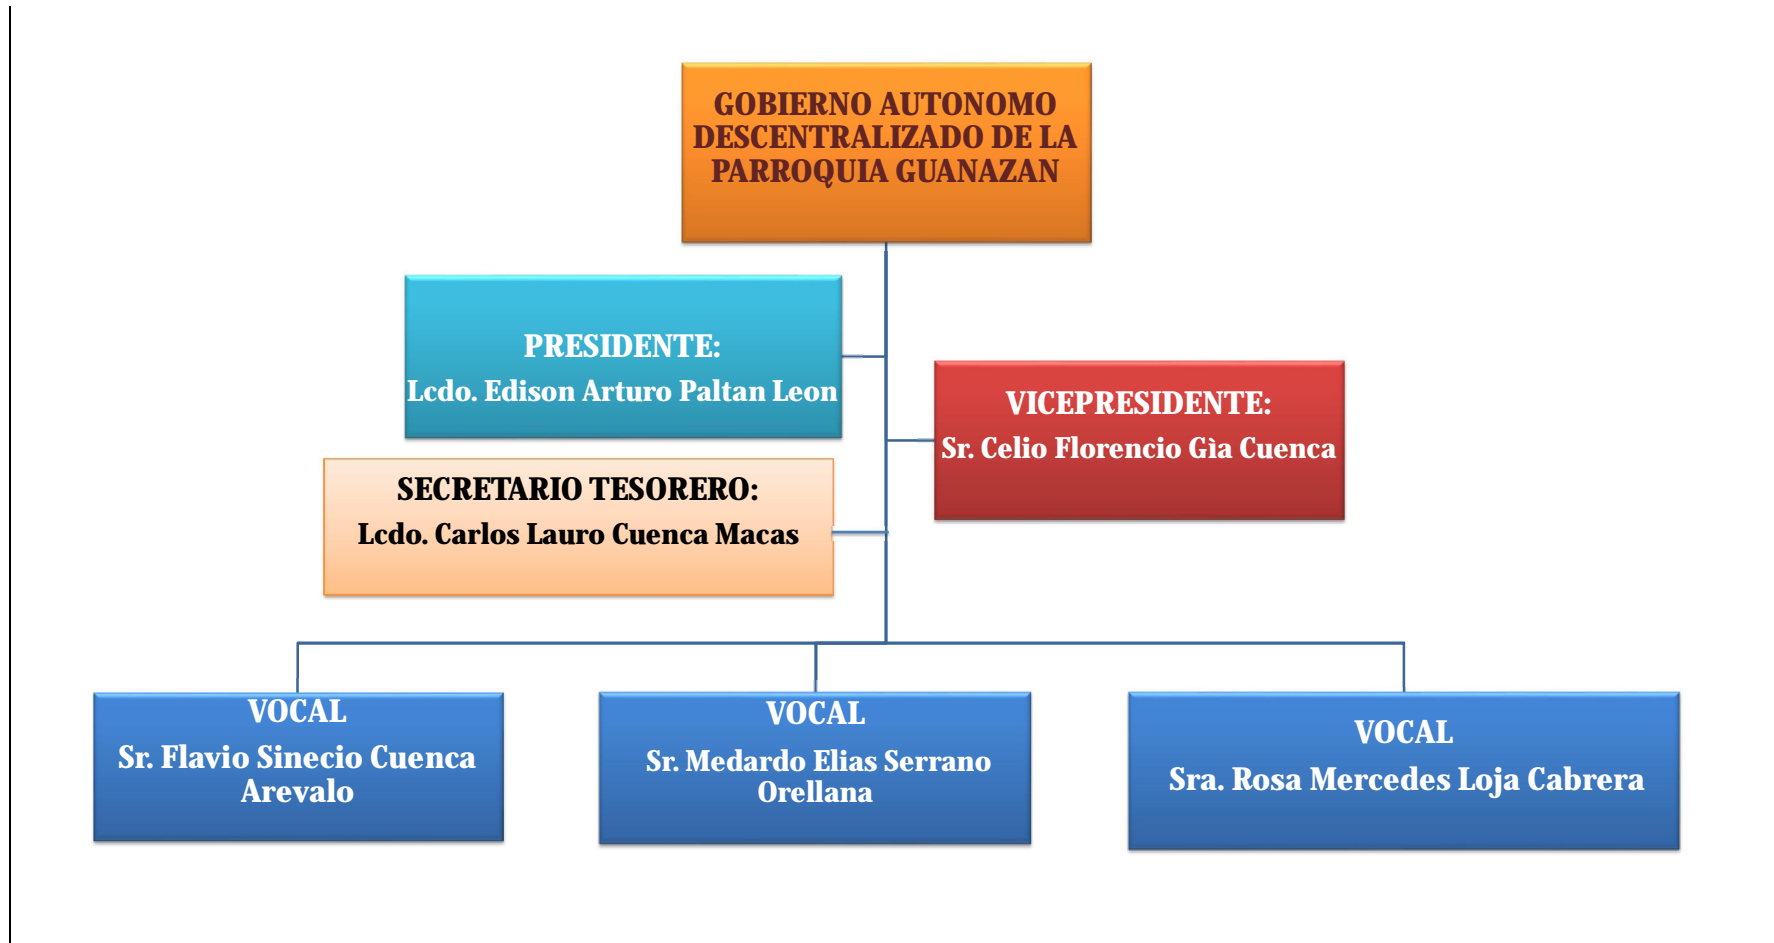 GOBIERNO AUTONOMO
DESCENTRALIZADO DE LA
PARROQUIA GUANAZAN
PRESIDENTE:
Lcdo. Edison Arturo Paltan Leon
VICEPRESIDENTE:
Sr. Celio Florencio Gìa Cuenca
SECRETARIO TESORERO:
Lcdo. Carlos Lauro Cuenca Macas
VOCAL
Sr. Flavio Sinecio Cuenca
Arevalo
VOCAL
Sr. Medardo Elias Serrano
Orellana
VOCAL
Sra. Rosa Mercedes Loja Cabrera